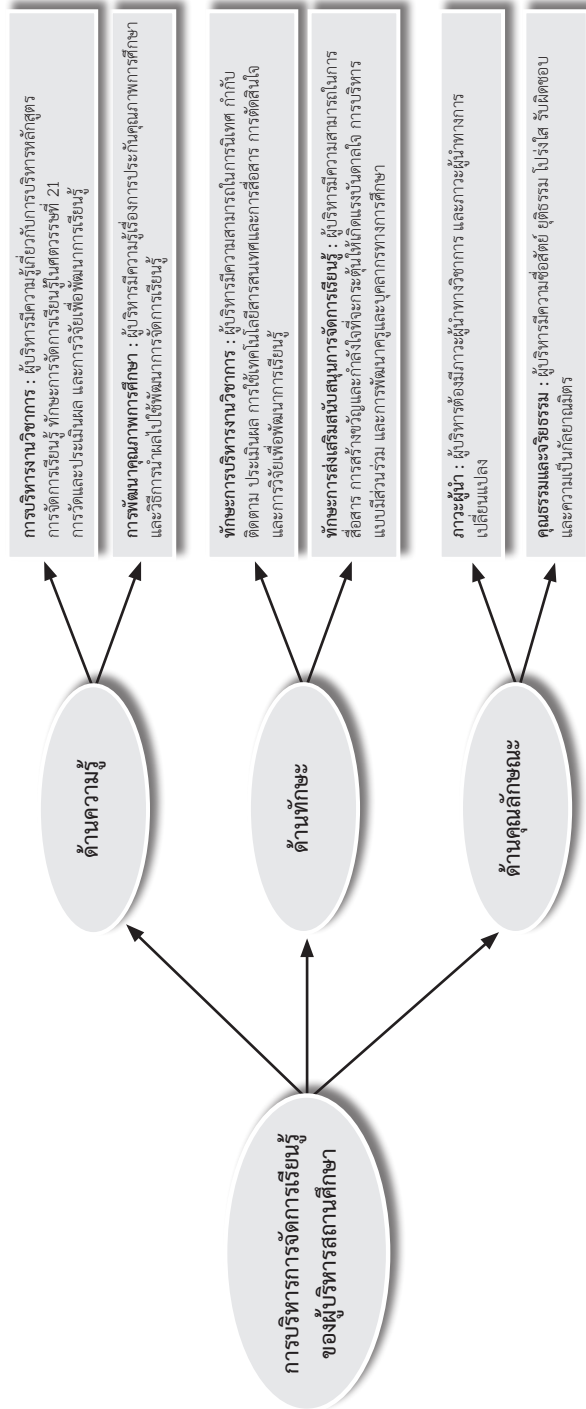 การบริหารการจัดการเรียนรู้
ของผู้บริหารสถานศึกษา
ด้านความรู้
การบริหารงานวิชาการ : ผู้บริหารมีความรู้เกี่ยวกับการบริหารหลักสูตร
การจัดการเรียนรู้ ทักษะการจัดการเรียนรู้ในศตวรรษที่ 21
การวัดและประเมินผล และการวิจัยเพื่อพัฒนาการเรียนรู้
การพัฒนาคุณภาพการศึกษา : ผู้บริหารมีความรู้เรื่องการประกันคุณภาพการศึกษา
และวิธีการนำผลไปใช้พัฒนาการจัดการเรียนรู้
ด้านทักษะ
ทักษะการบริหารงานวิชาการ : ผู้บริหารมีความสามารถในการนิเทศ กำกับ
ติดตาม ประเมินผล การใช้เทคโนโลยีสารสนเทศและการสื่อสาร การตัดสินใจ
และการวิจัยเพื่อพัฒนาการเรียนรู้
ทักษะการส่งเสริมสนับสนุนการจัดการเรียนรู้ : ผู้บริหารมีความสามารถในการ
สื่อสาร การสร้างขวัญและกำลังใจที่จะกระตุ้นให้เกิดแรงบันดาลใจ การบริหาร
แบบมีส่วนร่วม และการพัฒนาครูและบุคลากรทางการศึกษา
ด้านคุณลักษณะ
ภาวะผู้นำ : ผู้บริหารต้องมีภาวะผู้นำทางวิชาการ และภาวะผู้นำทางการ
เปลี่ยนแปลง
คุณธรรมและจริยธรรม : ผู้บริหารมีความซื่อสัตย์ ยุติธรรม โปร่งใส รับผิดชอบ
และความเป็นกัลยาณมิตร